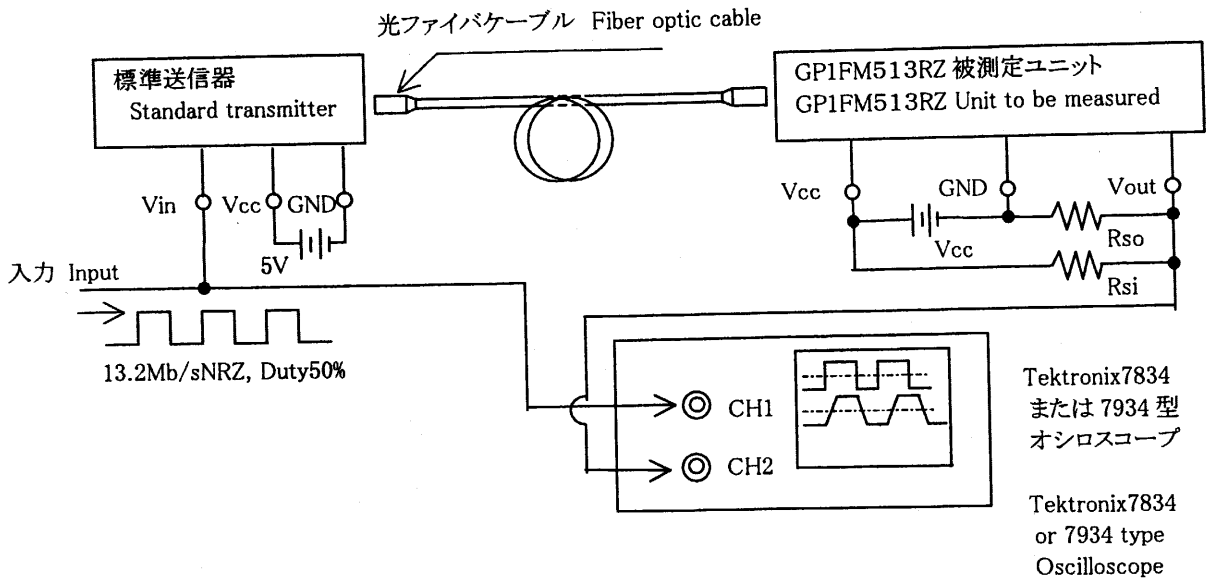 光ファイバケーブル Fiber optic cable
標準送信器
Standard transmitter
GP1FM513RZ 被測定ユニット
GP1FM513RZ Unit to be measured
Vin
Vcc
GND
5V
Vcc
GND
Vout
Vcc
Rso
Rsi
入力 Input
13.2Mb/sNRZ, Duty50%
CH1
CH2
Tektronix7834
または 7934 型
オシロスコープ
Tektronix7834
or 7934 type
Oscilloscope